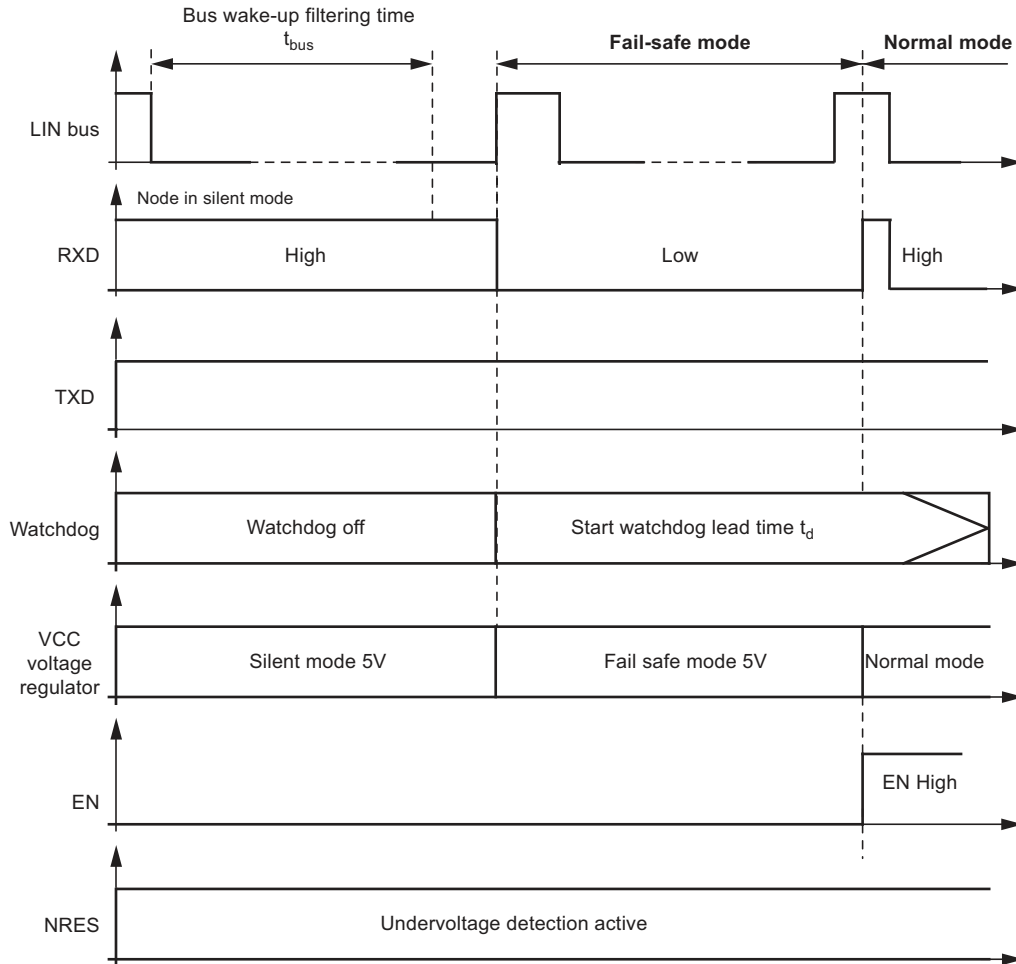 Bus wake-up filtering time
tbus
Fail-safe mode
Normal mode
LIN bus
Node in silent mode
RXD
High
Low
High
TXD
Watchdog
Watchdog off
Start watchdog lead time td
VCC
voltage
regulator
Silent mode 5V
Fail safe mode 5V
Normal mode
EN
EN High
NRES
Undervoltage detection active